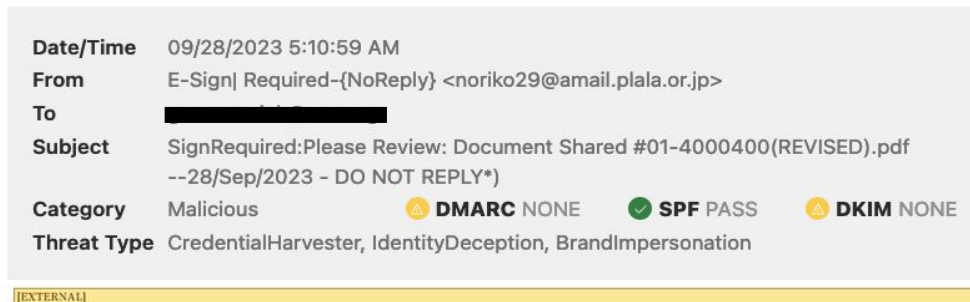 Date/Time 09/28/2023 5:10:59 AM
From E-Sign| Required-{NoReply} <noriko29@amail.plala.or.jp>
To
Subject SignRequired:Please Review: Document Shared #01-4000400(REVISED).pdf
--28/Sep/2023 - DO NOT REPLY*)
Category Malicious DMARC NONE SPF PASS DKIM NONE
Threat Type CredentialHarvester, IdentityDeception, BrandImpersonation
[EXTERNAL]